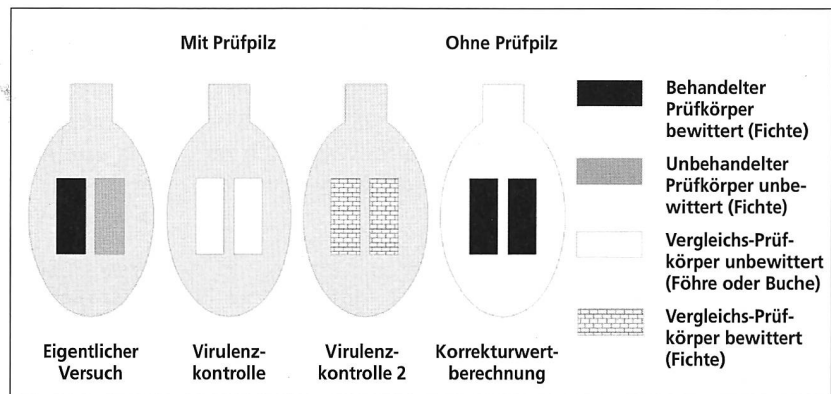 Mit Prüfpilz
Ohne Prüfpilz
Eigentlicher
Versuch
Virulenz-
kontrolle
Virulenz-
kontrolle 2
Korrekturwert-
berechnung
Behandelter
Prüfkörper
bewittert (Fichte)
Unbehandelter
Prüfkörper unbe-
wittert (Fichte)
Vergleichs-Prüf-
körper unbewittert
(Föhre oder Buche)
Vergleichs-Prüf-
körper bewittert
(Fichte)